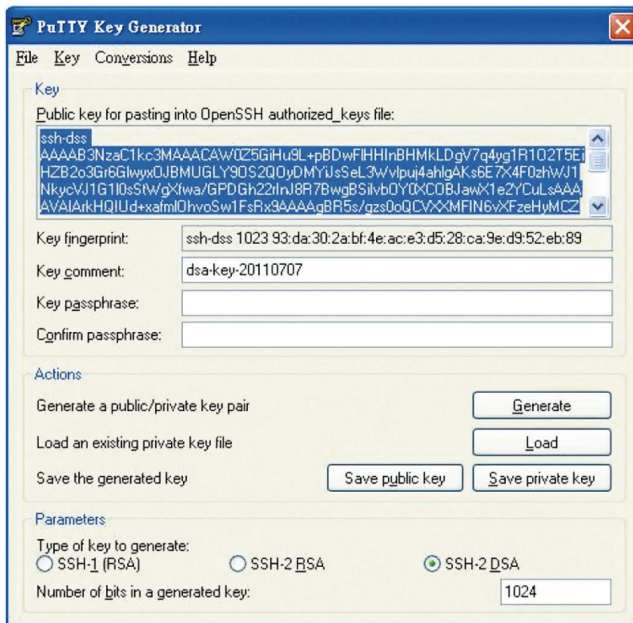 PuTTY Key Generator
File Key Conversions Help
Key
Public key for pasting into OpenSSH authorized_keys file:
ssh-dss
Key fingerprint: ssh-dss 1023 93:da:30:2a:bf:4e:ac:e3:d5:28:ca:9e:d9:52:eb:89
Key comment: dsa-key-20110707
Key passphrase:
Confirm passphrase:
Actions
Generate a public/private key pair Generate
Load an existing private key file Load
Save the generated key Save public key Save private key
Parameters
Type of key to generate:
SSH-1 (RSA) SSH-2 RSA SSH-2 DSA
Number of bits in a generated key: 1024